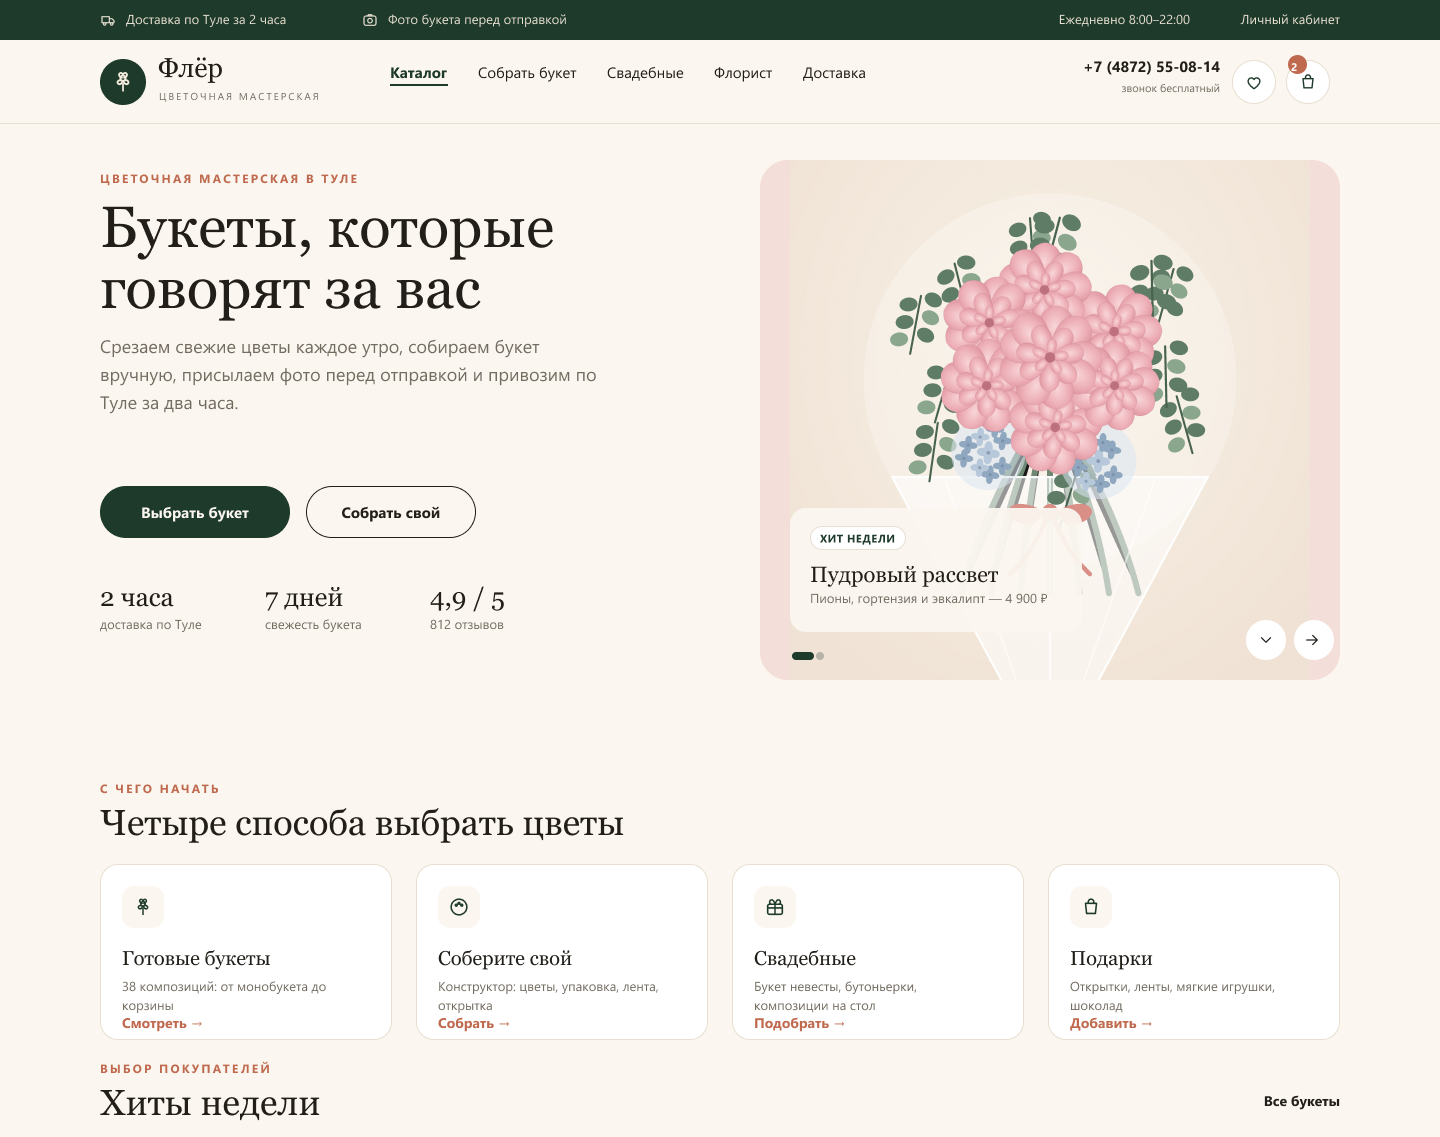 Доставка по Туле за 2 часа
Фото букета перед отправкой
Ежедневно 8:00–22:00
Личный кабинет
Флёр
ЦВЕТОЧНАЯ МАСТЕРСКАЯ
Каталог
Собрать букет
Свадебные
Флорист
Доставка
+7 (4872) 55-08-14
звонок бесплатный
2
ЦВЕТОЧНАЯ МАСТЕРСКАЯ В ТУЛЕ
Букеты, которые
говорят за вас
Срезаем свежие цветы каждое утро, собираем букет
вручную, присылаем фото перед отправкой и привозим по
Туле за два часа.
Выбрать букет
Собрать свой
2 часа
доставка по Туле
7 дней
свежесть букета
4,9 / 5
812 отзывов
ХИТ НЕДЕЛИ
Пудровый рассвет
Пионы, гортензия и эвкалипт — 4 900 ₽
С ЧЕГО НАЧАТЬ
Четыре способа выбрать цветы
Готовые букеты
38 композиций: от монобукета до
корзины
Смотреть →
Соберите свой
Конструктор: цветы, упаковка, лента,
открытка
Собрать →
Свадебные
Букет невесты, бутоньерки,
композиции на стол
Подобрать →
Подарки
Открытки, ленты, мягкие игрушки,
шоколад
Добавить →
ВЫБОР ПОКУПАТЕЛЕЙ
Хиты недели
Все букеты